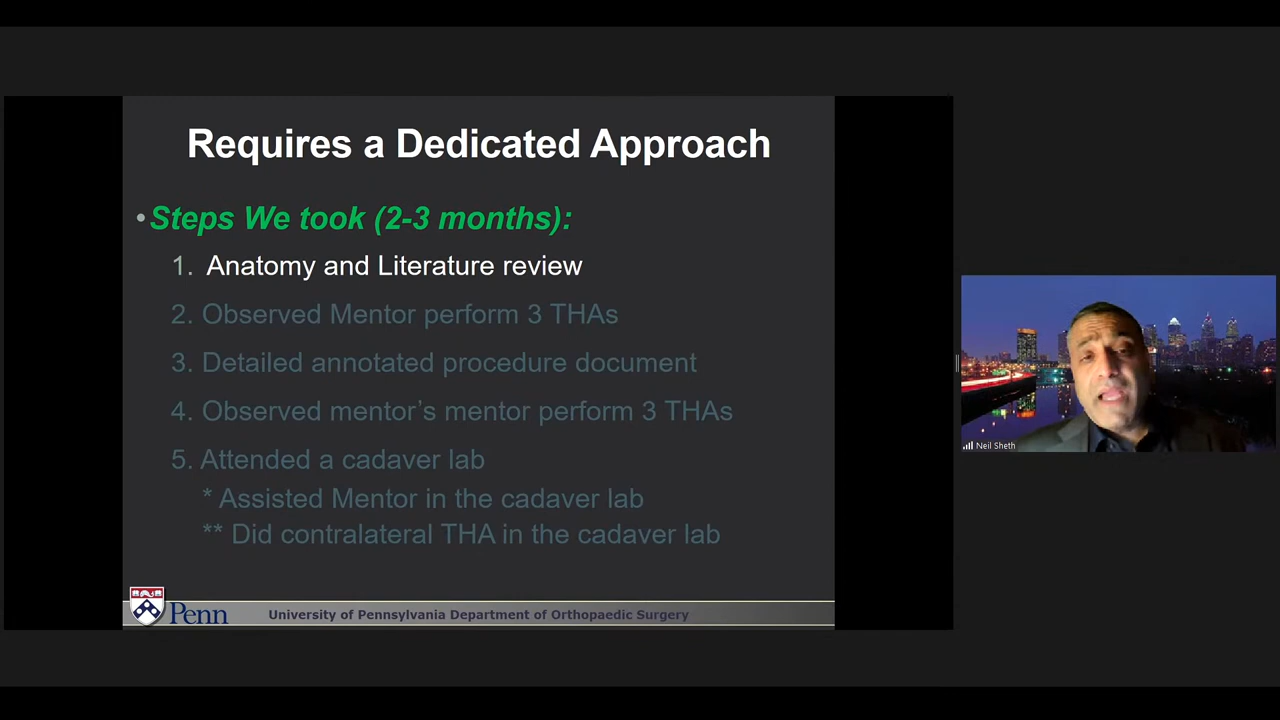 Requires a Dedicated Approach
•Steps We took (2-3 months):
1. Anatomy and Literature review
2. Observed Mentor perform 3 THAs
3. Detailed annotated procedure document
4. Observed mentor’s mentor perform 3 THAs
5. Attended a cadaver lab
* Assisted Mentor in the cadaver lab
** Did contralateral THA in the cadaver lab
Penn University of Pennsylvania Department of Orthopaedic Surgery
Neil Sheth